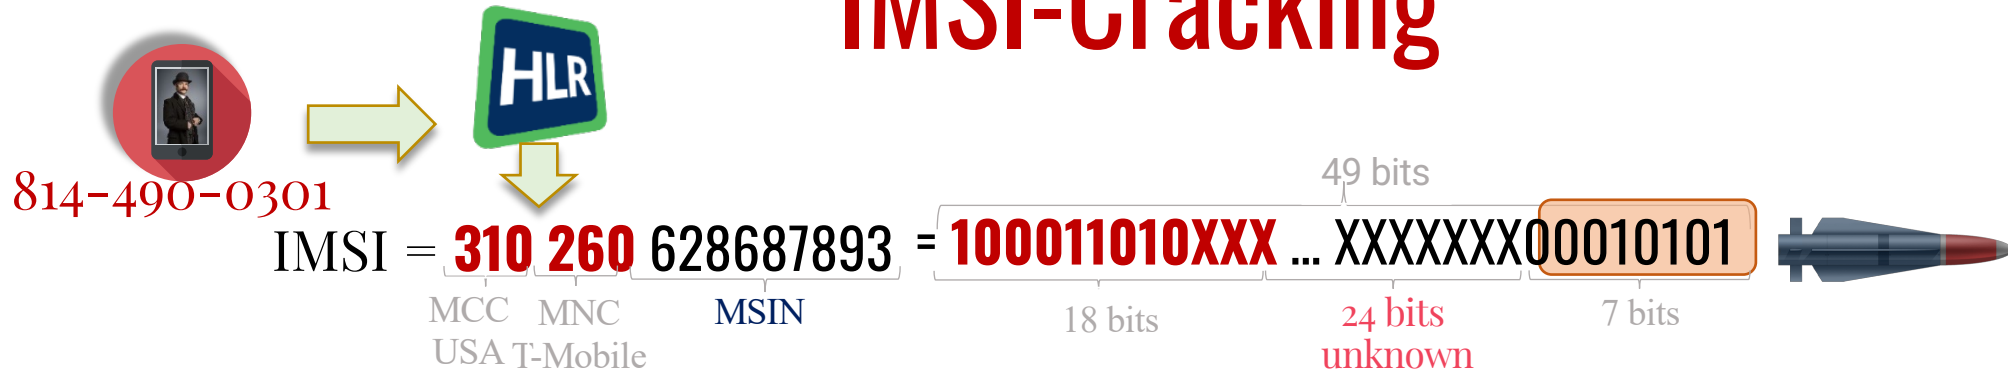 IMSI-Cracking
HLR
814-490-0301
49 bits
IMSI = 310 260 628687893 = 100011010XXX ... XXXXXXX00010101
MCC MNC MSIN 18 bits 24 bits 7 bits
USA T-Mobile unknown